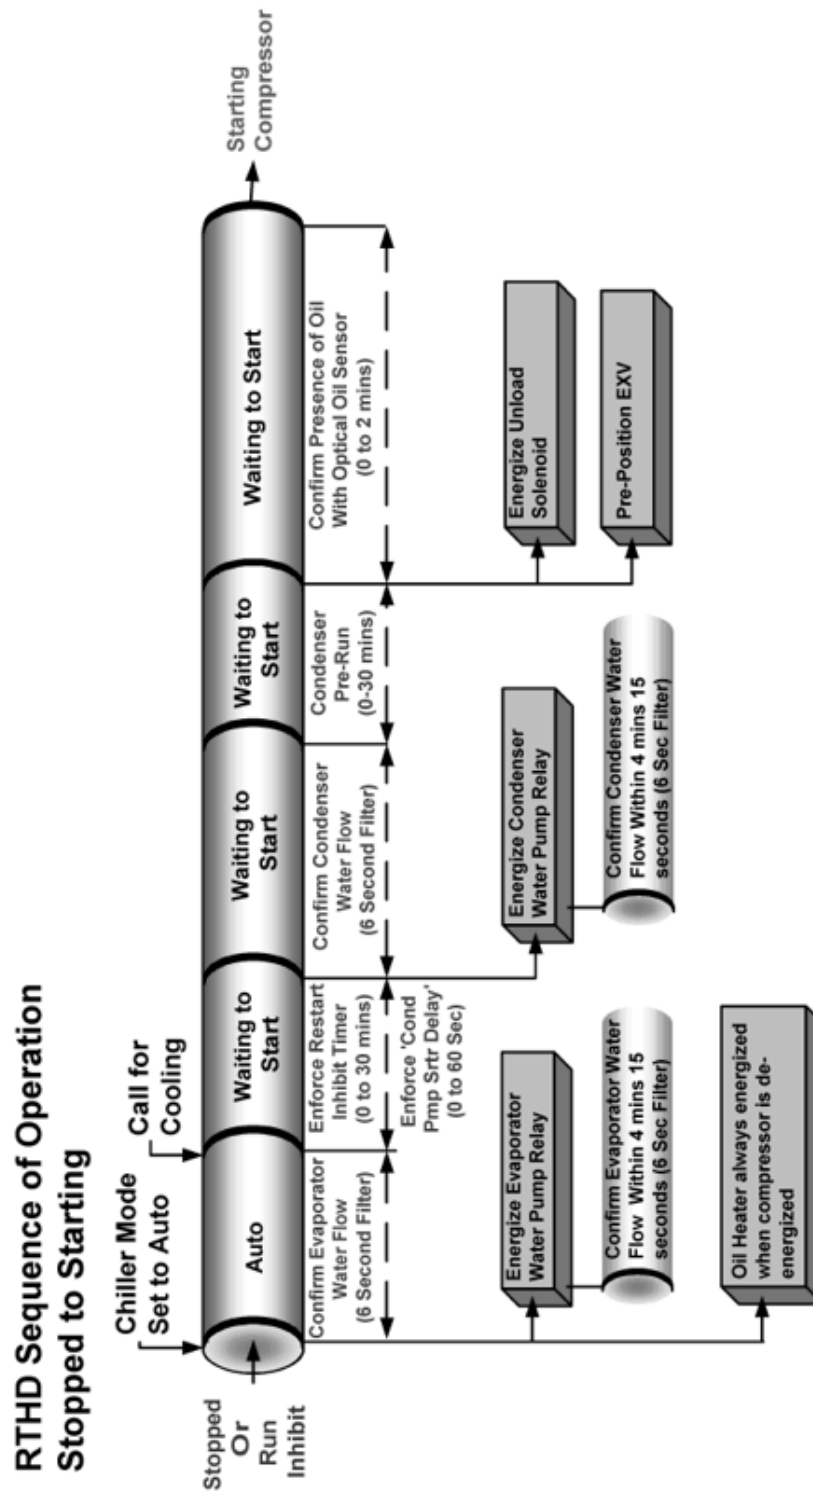 RTHD Sequence of Operation
Stopped to Starting
Chiller Mode
Set to Auto
Call for
Cooling
Stopped
Or
Run
Inhibit
Auto
Waiting to
Start
Waiting to
Start
Waiting to
Start
Waiting to Start
Starting
Compressor
Confirm Evaporator
Water Flow
(6 Second Filter)
Enforce Restart
Inhibit Timer
(0 to 30 mins)
Enforce 'Cond
Pmp Srtr Delay'
(0 to 60 Sec)
Confirm Condenser
Water Flow
(6 Second Filter)
Condenser
Pre-Run
(0-30 mins)
Confirm Presence of Oil
With Optical Oil Sensor
(0 to 2 mins)
Energize Evaporator
Water Pump Relay
Confirm Evaporator Water
Flow Within 4 mins 15
seconds (6 Sec Filter)
Oil Heater always energized
when compressor is de-
energized
Energize Condenser
Water Pump Relay
Confirm Condenser Water
Flow Within 4 mins 15
seconds (6 Sec Filter)
Energize Unload
Solenoid
Pre-Position EXV